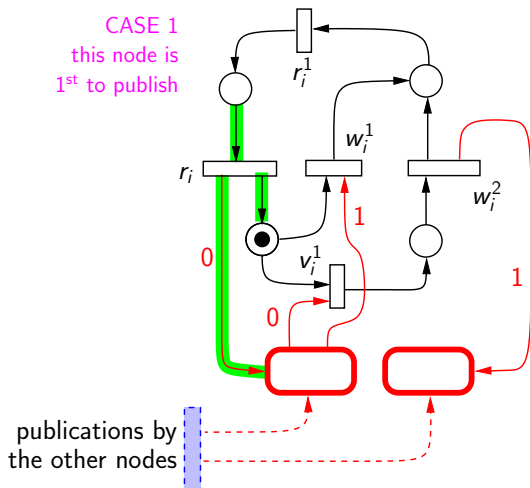 CASE 1
this node is
1st to publish
r_i^1
w_i^1
r_i
w_i^2
1
v_i^1
0
0
1
publications by
the other nodes